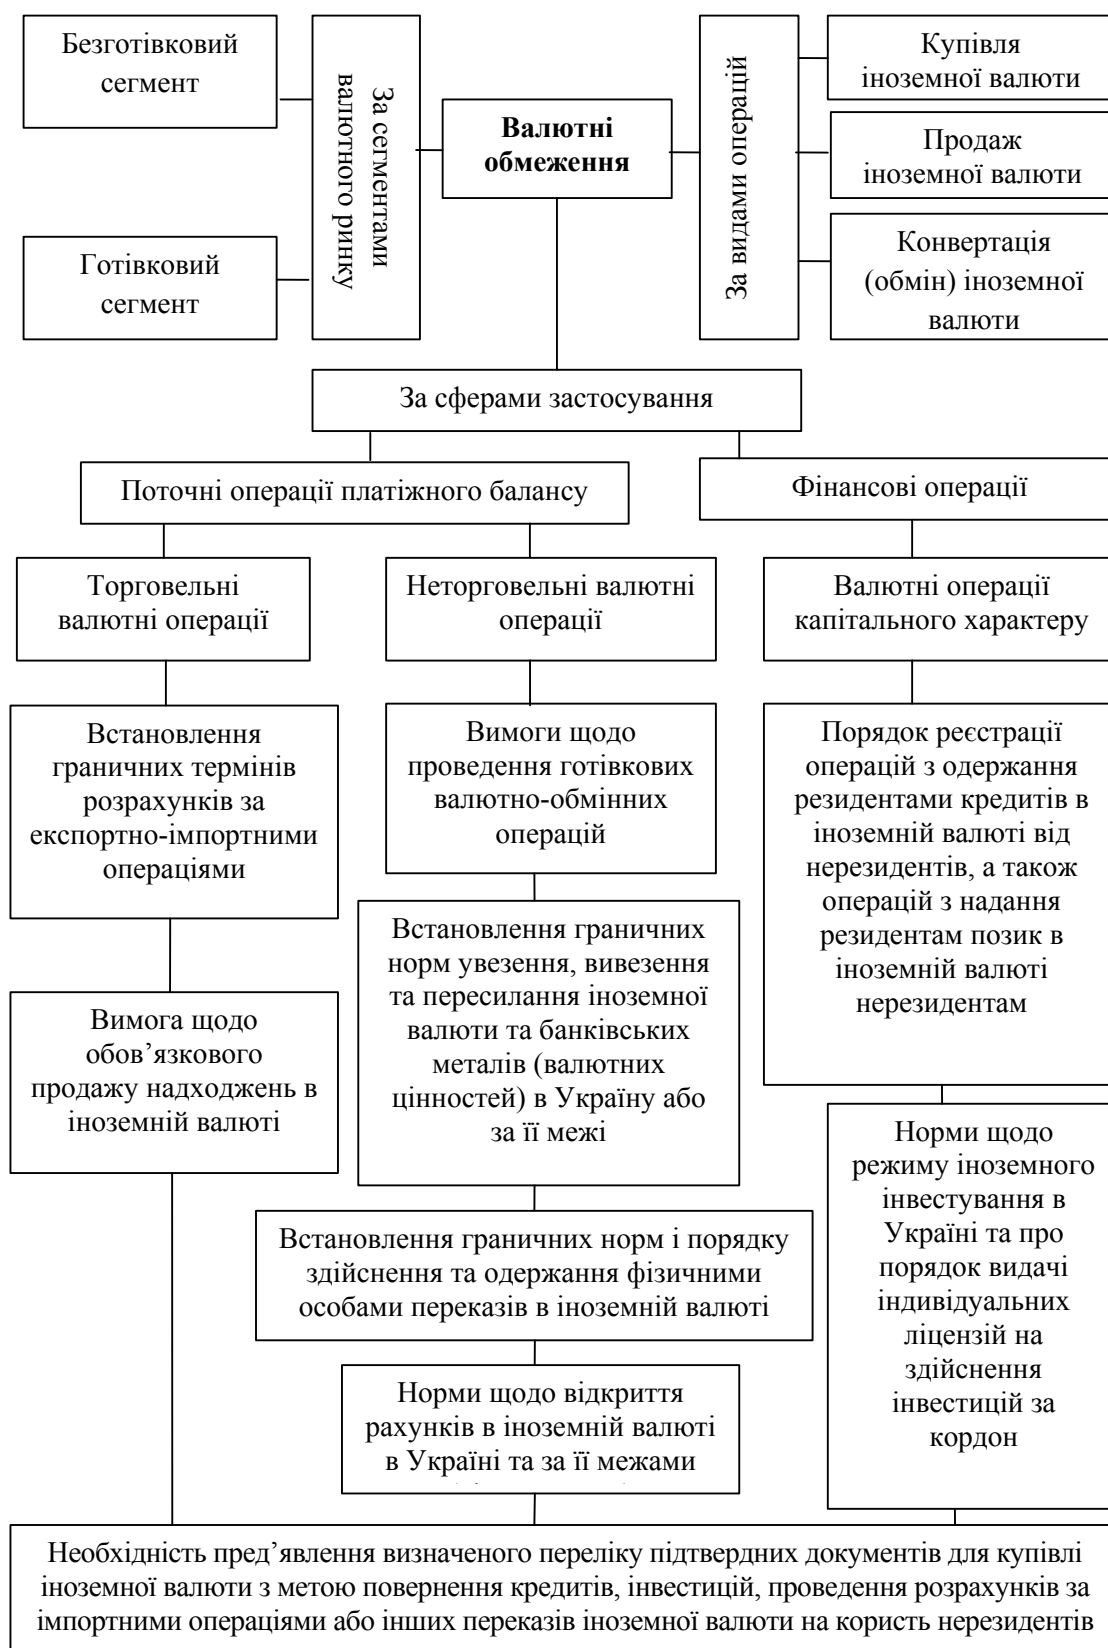 Безготівковий
сегмент
Готівковий
сегмент
За сегментами
валютного ринку
Валютні
обмеження
За видами операцій
Купівля
іноземної валюти
Продаж
іноземної валюти
Конвертація
(обмін) іноземної
валюти
За сферами застосування
Поточні операції платіжного балансу
Фінансові операції
Торговельні
валютні операції
Неторговельні валютні
операції
Валютні операції
капітального характеру
Встановлення
граничних термінів
розрахунків за
експортно-імпортними
операціями
Вимога щодо
обов’язкового
продажу надходжень в
іноземній валюті
Вимоги щодо
проведення готівкових
валютно-обмінних
операцій
Встановлення граничних
норм увезення, вивезення
та пересилання іноземної
валюти та банківських
металів (валютних
цінностей) в Україну або
за її межі
Встановлення граничних норм і порядку
здійснення та одержання фізичними
особами переказів в іноземній валюті
Норми щодо відкриття
рахунків в іноземній валюті
в Україні та за її межами
Порядок реєстрації
операцій з одержання
резидентами кредитів в
іноземній валюті від
нерезидентів, а також
операцій з надання
резидентам позик в
іноземній валюті
нерезидентам
Норми щодо
режиму іноземного
інвестування в
Україні та про
порядок видачі
індивідуальних
ліцензій на
здійснення
інвестицій за
кордон
Необхідність пред’явлення визначеного переліку підтвердних документів для купівлі
іноземної валюти з метою повернення кредитів, інвестицій, проведення розрахунків за
імпортними операціями або інших переказів іноземної валюти на користь нерезидентів